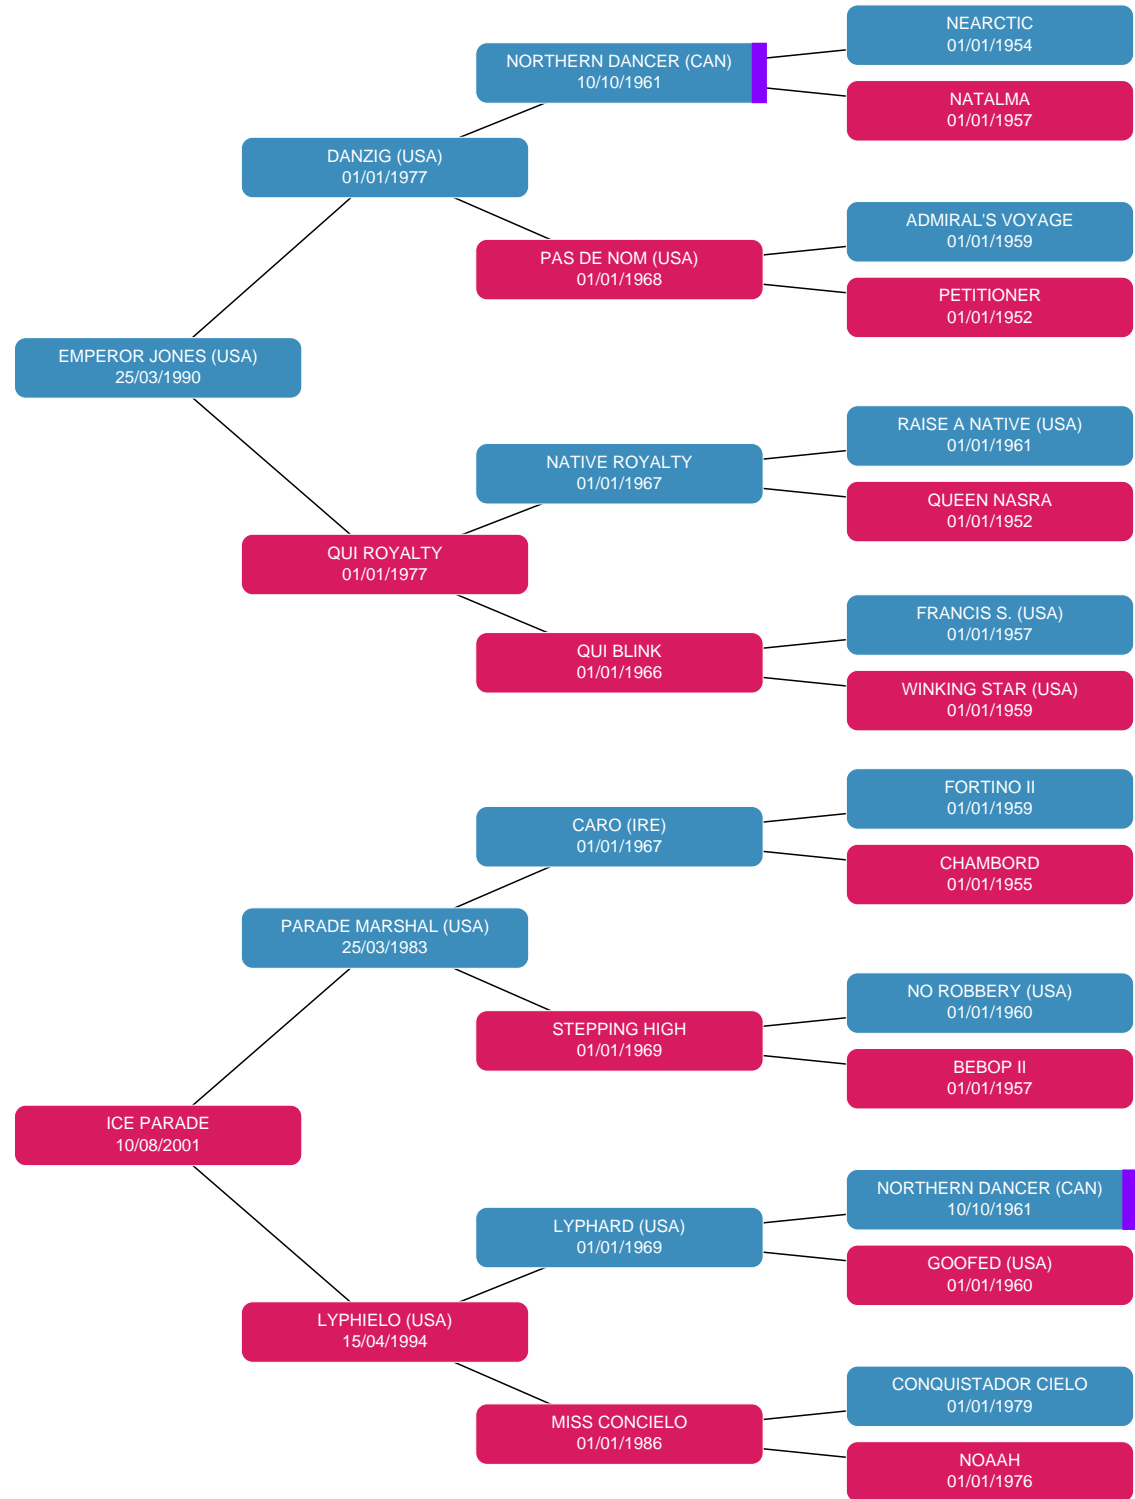 NEARCTIC
01/01/1954
NORTHERN DANCER (CAN)
10/10/1961
NATALMA
01/01/1957
DANZIG (USA)
01/01/1977
ADMIRAL'S VOYAGE
01/01/1959
PAS DE NOM (USA)
01/01/1968
PETITIONER
01/01/1952
EMPEROR JONES (USA)
25/03/1990
RAISE A NATIVE (USA)
01/01/1961
NATIVE ROYALTY
01/01/1967
QUEEN NASRA
01/01/1952
QUI ROYALTY
01/01/1977
FRANCIS S. (USA)
01/01/1957
QUI BLINK
01/01/1966
WINKING STAR (USA)
01/01/1959
FORTINO II
01/01/1959
CARO (IRE)
01/01/1967
CHAMBORD
01/01/1955
PARADE MARSHAL (USA)
25/03/1983
NO ROBBERY (USA)
01/01/1960
STEPPING HIGH
01/01/1969
BEBOP II
01/01/1957
ICE PARADE
10/08/2001
NORTHERN DANCER (CAN)
10/10/1961
LYPHARD (USA)
01/01/1969
GOOFED (USA)
01/01/1960
LYPHIELO (USA)
15/04/1994
CONQUISTADOR CIELO
01/01/1979
MISS CONCIELO
01/01/1986
NOAAH
01/01/1976